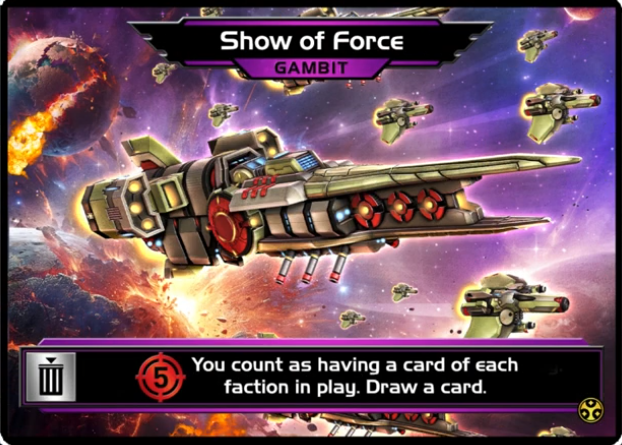 Show of Force
GAMBIT
5 You count as having a card of each
faction in play. Draw a card.